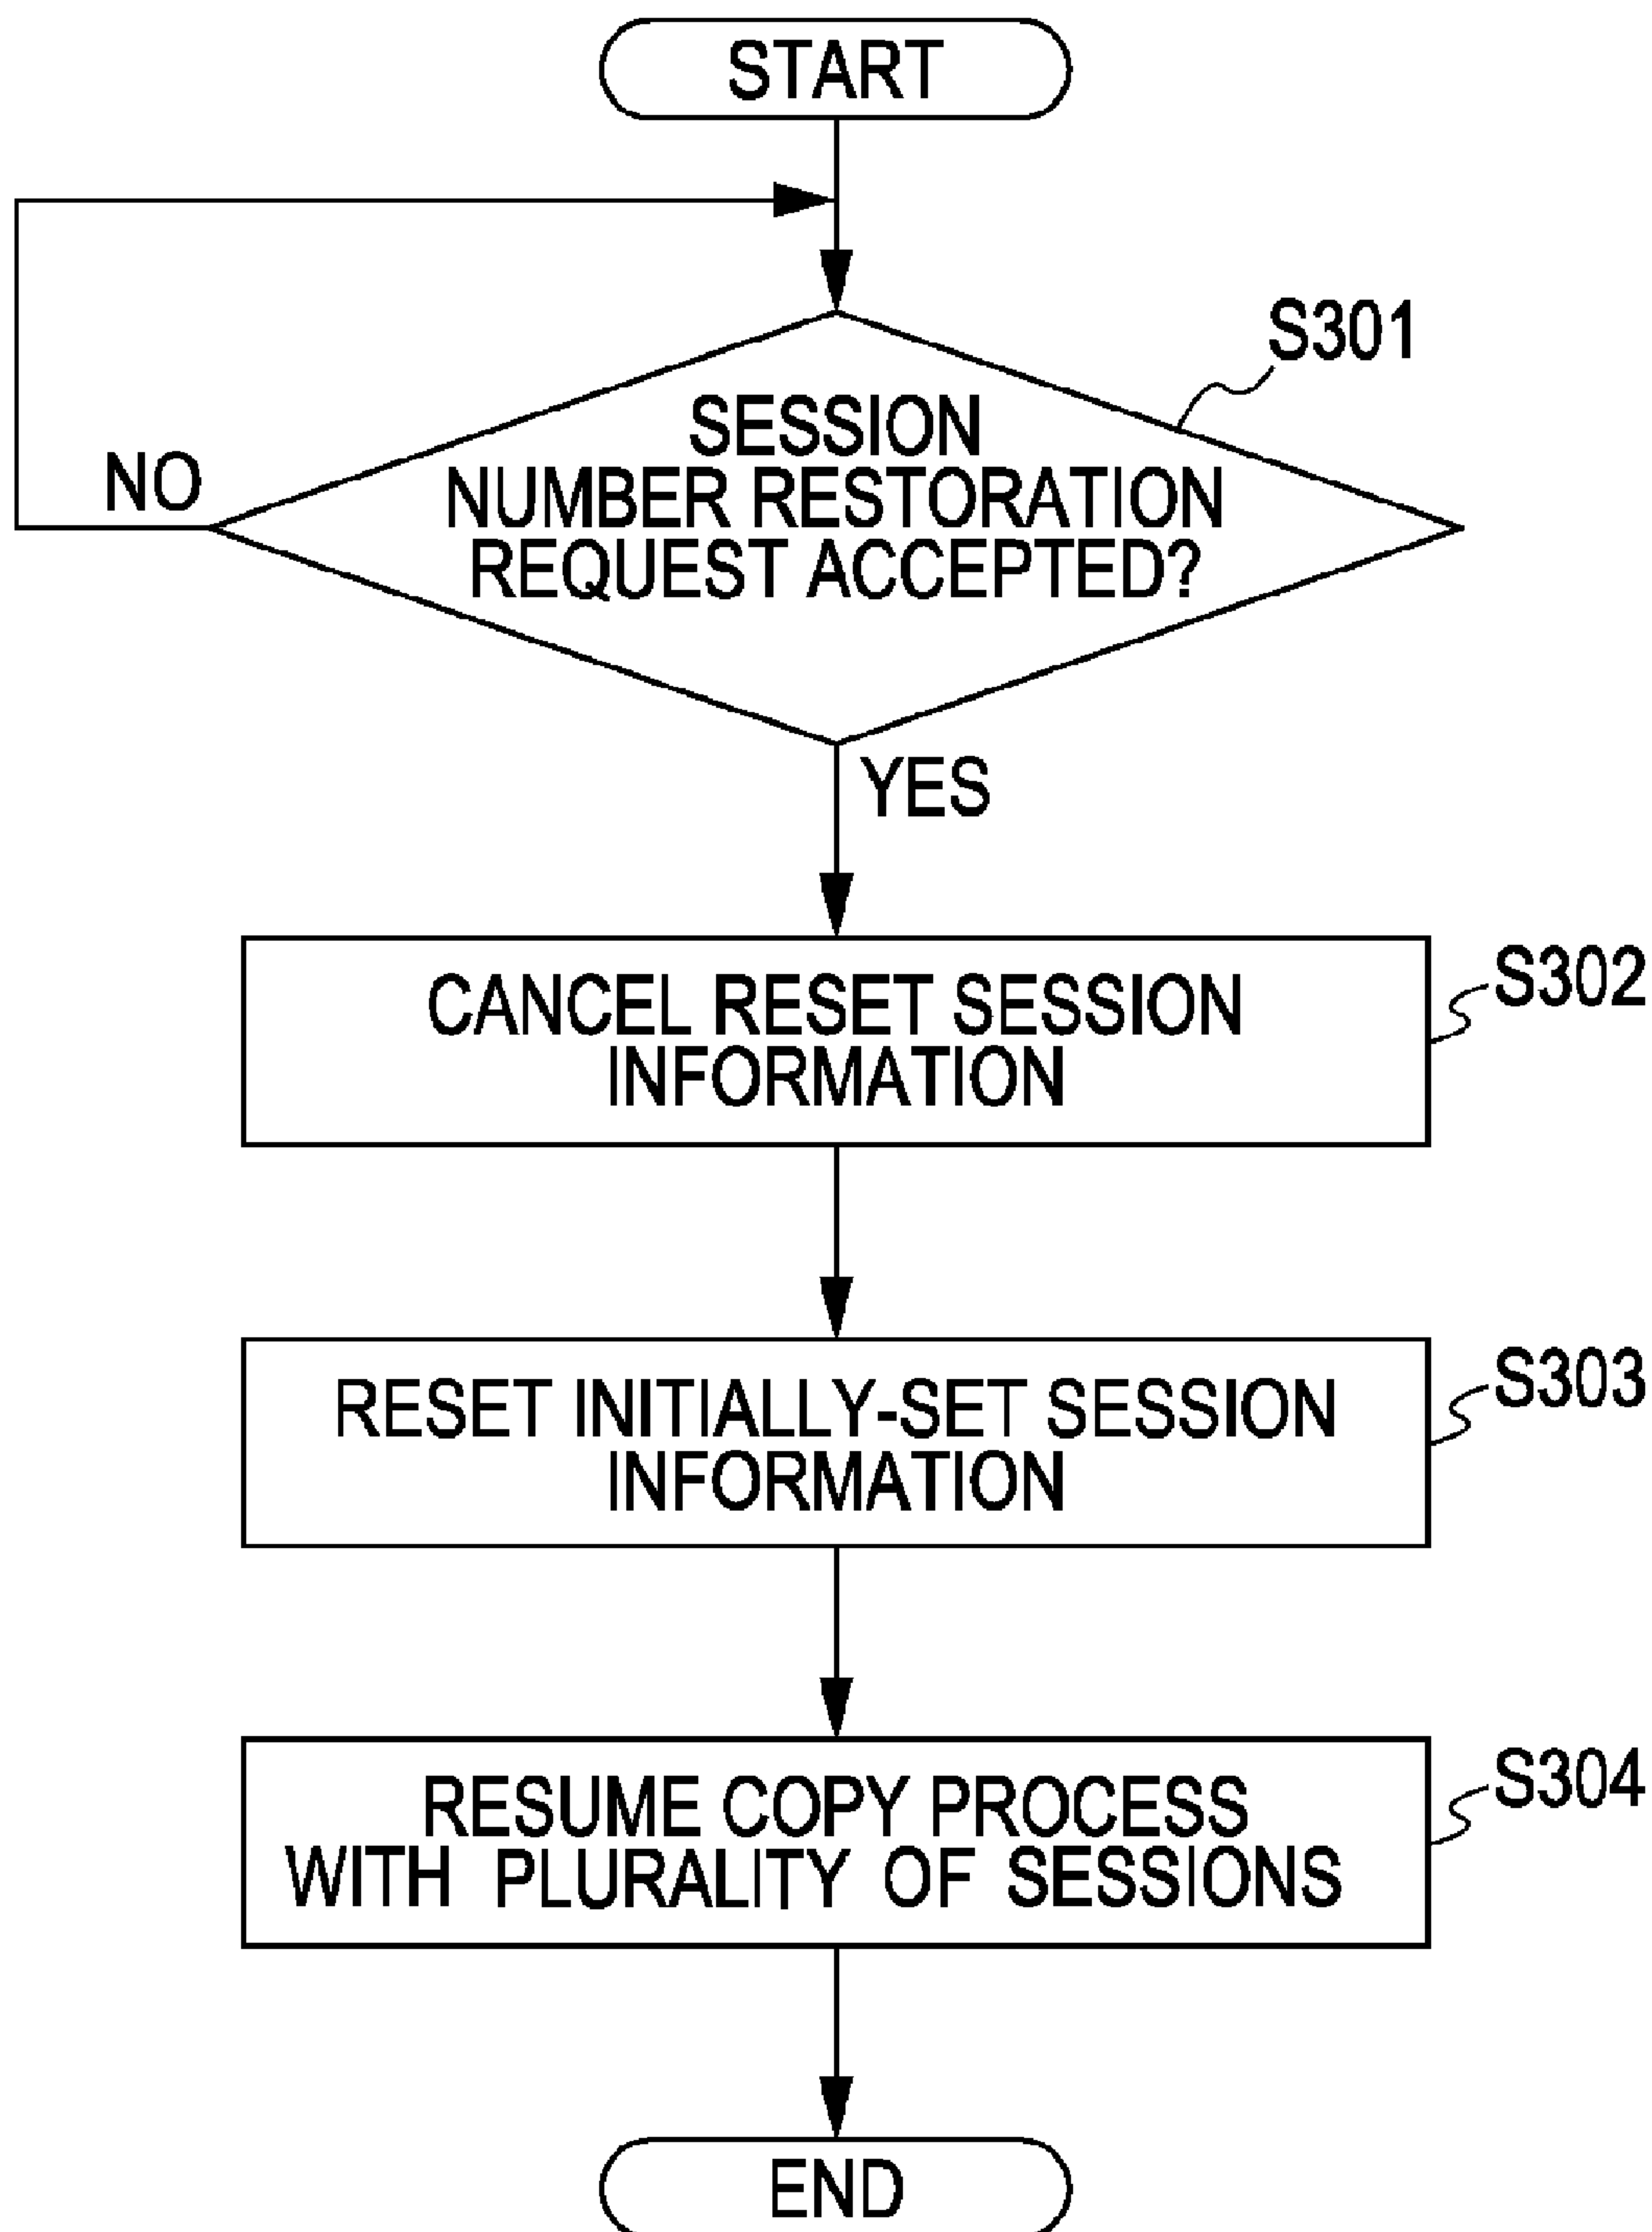 START
S301
SESSION
NUMBER RESTORATION
REQUEST ACCEPTED?
NO
YES
S302
CANCEL RESET SESSION
INFORMATION
S303
RESET INITIALLY-SET SESSION
INFORMATION
S304
RESUME COPY PROCESS
WITH PLURALITY OF SESSIONS
END